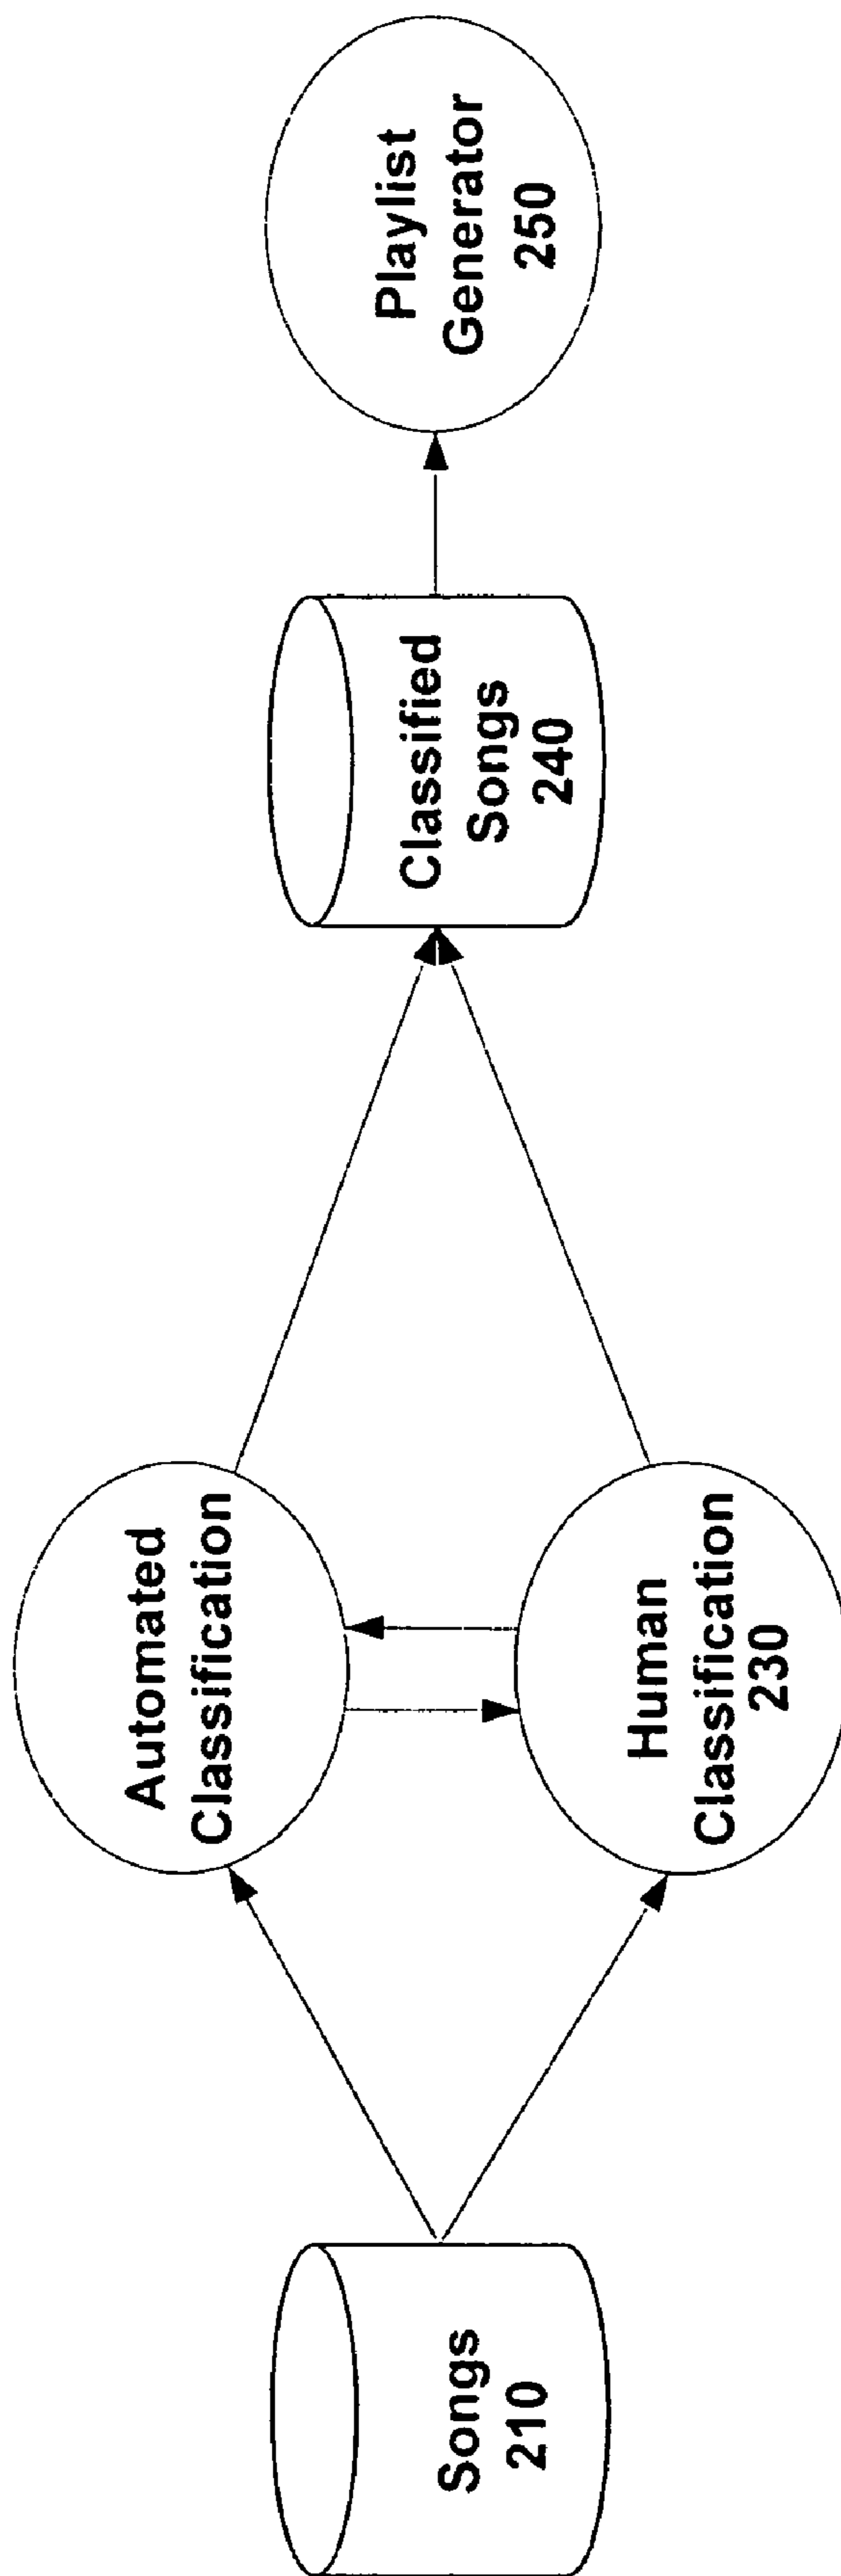 Songs
210
Automated
Classification
Human
Classification
230
Classified
Songs
240
Playlist
Generator
250